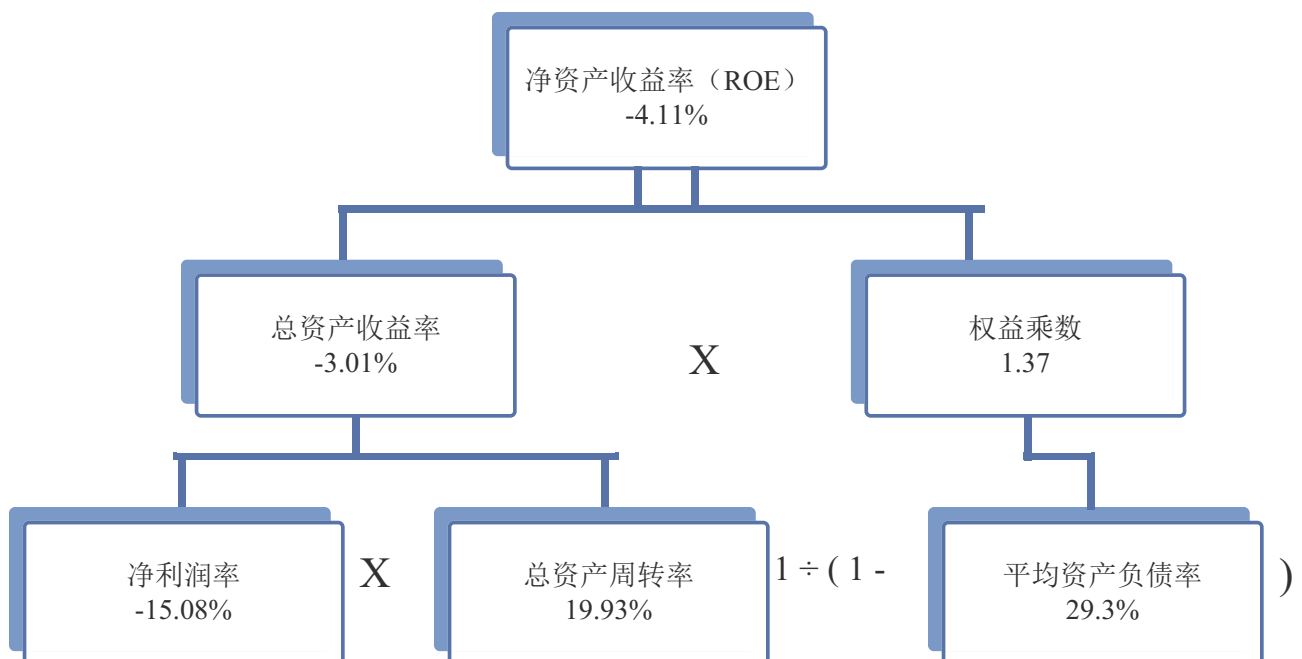 净资产收益率（ROE）
-4.11%
总资产收益率
-3.01%
X
权益乘数
1.37
净利润率
-15.08%
X
总资产周转率
19.93%
1 ÷ ( 1 -
平均资产负债率
29.3%
)